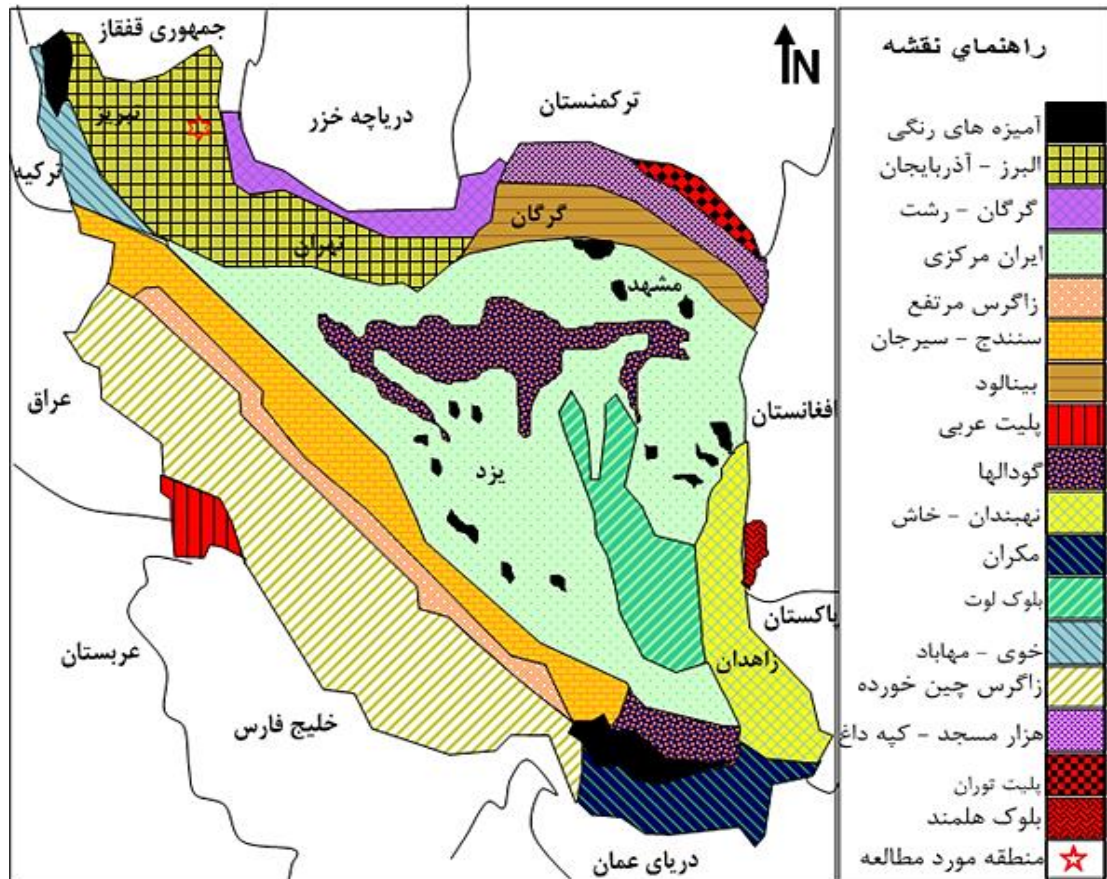 جمهوری قفقاز
تبریز
دریاچه خزر
ترکمنستان
N
ترکیه
گرگان
تهران
مشهد
عراق
افغانستان
یزد
پاکستان
زاهدان
عربستان
خلیج فارس
دریای عمان
راهنماي نقشه
آمیزه های رنگی
البرز - آذربایجان
گرگان - رشت
ایران مرکزی
زاگرس مرتفع
سنندج - سیرجان
بینالود
پلیت عربی
گودالها
نهبندان - خاش
مکران
بلوک لوت
خوی - مهاباد
زاگرس چین خورده
هزار مسجد - کپه داغ
پلیت توران
بلوک هلمند
منطقه مورد مطالعه